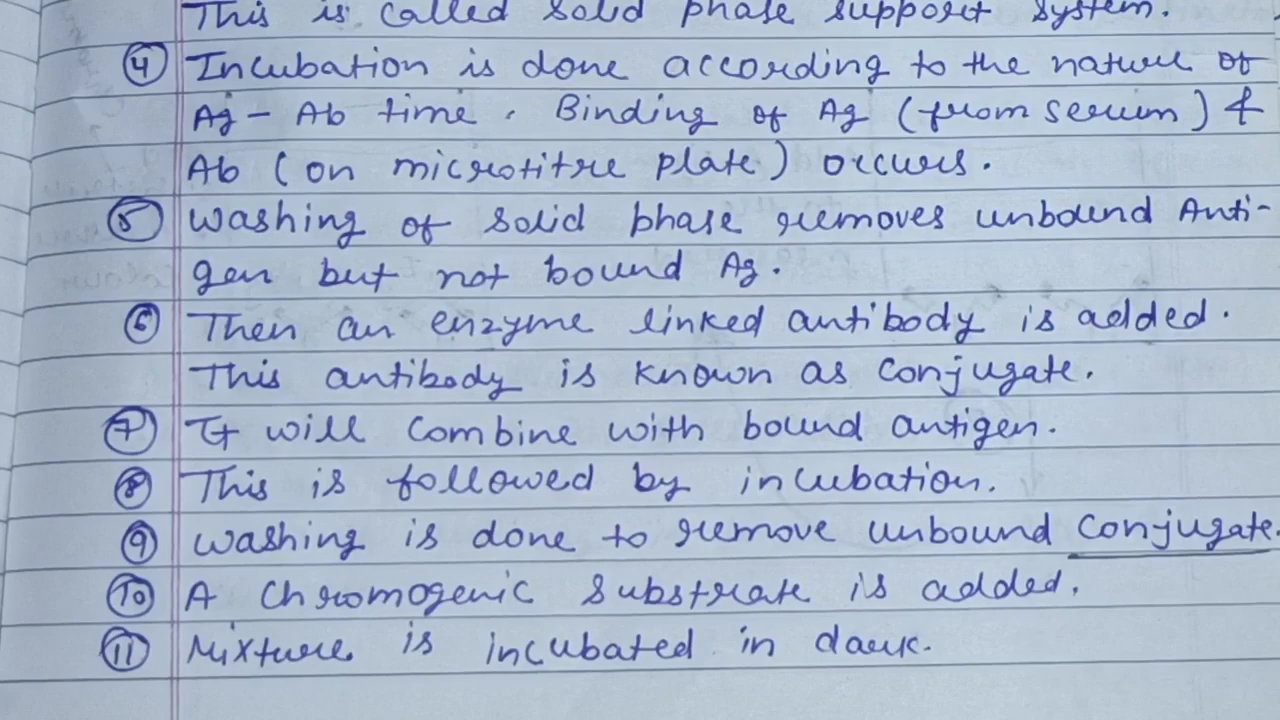 This is called solid phase support system.
④ Incubation is done according to the nature of
Ag - Ab time. Binding of Ag (from serum) &
Ab (on microtitre plate) occurs.
⑤ Washing of solid phase removes unbound Anti-
gen but not bound Ag.
⑥ Then an enzyme linked antibody is added.
This antibody is known as conjugate.
⑦ It will combine with bound antigen.
⑧ This is followed by incubation.
⑨ Washing is done to remove unbound conjugate.
⑩ A chromogenic substrate is added.
⑪ Mixture is incubated in dark.